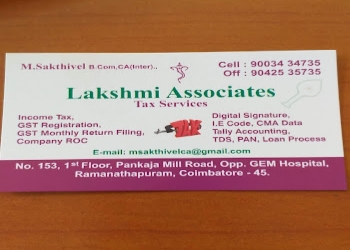 M.Sakthivel B.Com,CA(Inter).,
Cell : 90034 34735
Off : 90425 35735
Lakshmi Associates
Tax Services
Income Tax,
GST Registration,
GST Monthly Return Filing,
Company ROC
TAX
Digital Signature,
I.E Code, CMA Data
Tally Accounting,
TDS, PAN, Loan Process
E-mail: msakthivelca@gmail.com
No. 153, 1st Floor, Pankaja Mill Road, Opp. GEM Hospital,
Ramanathapuram, Coimbatore - 45.